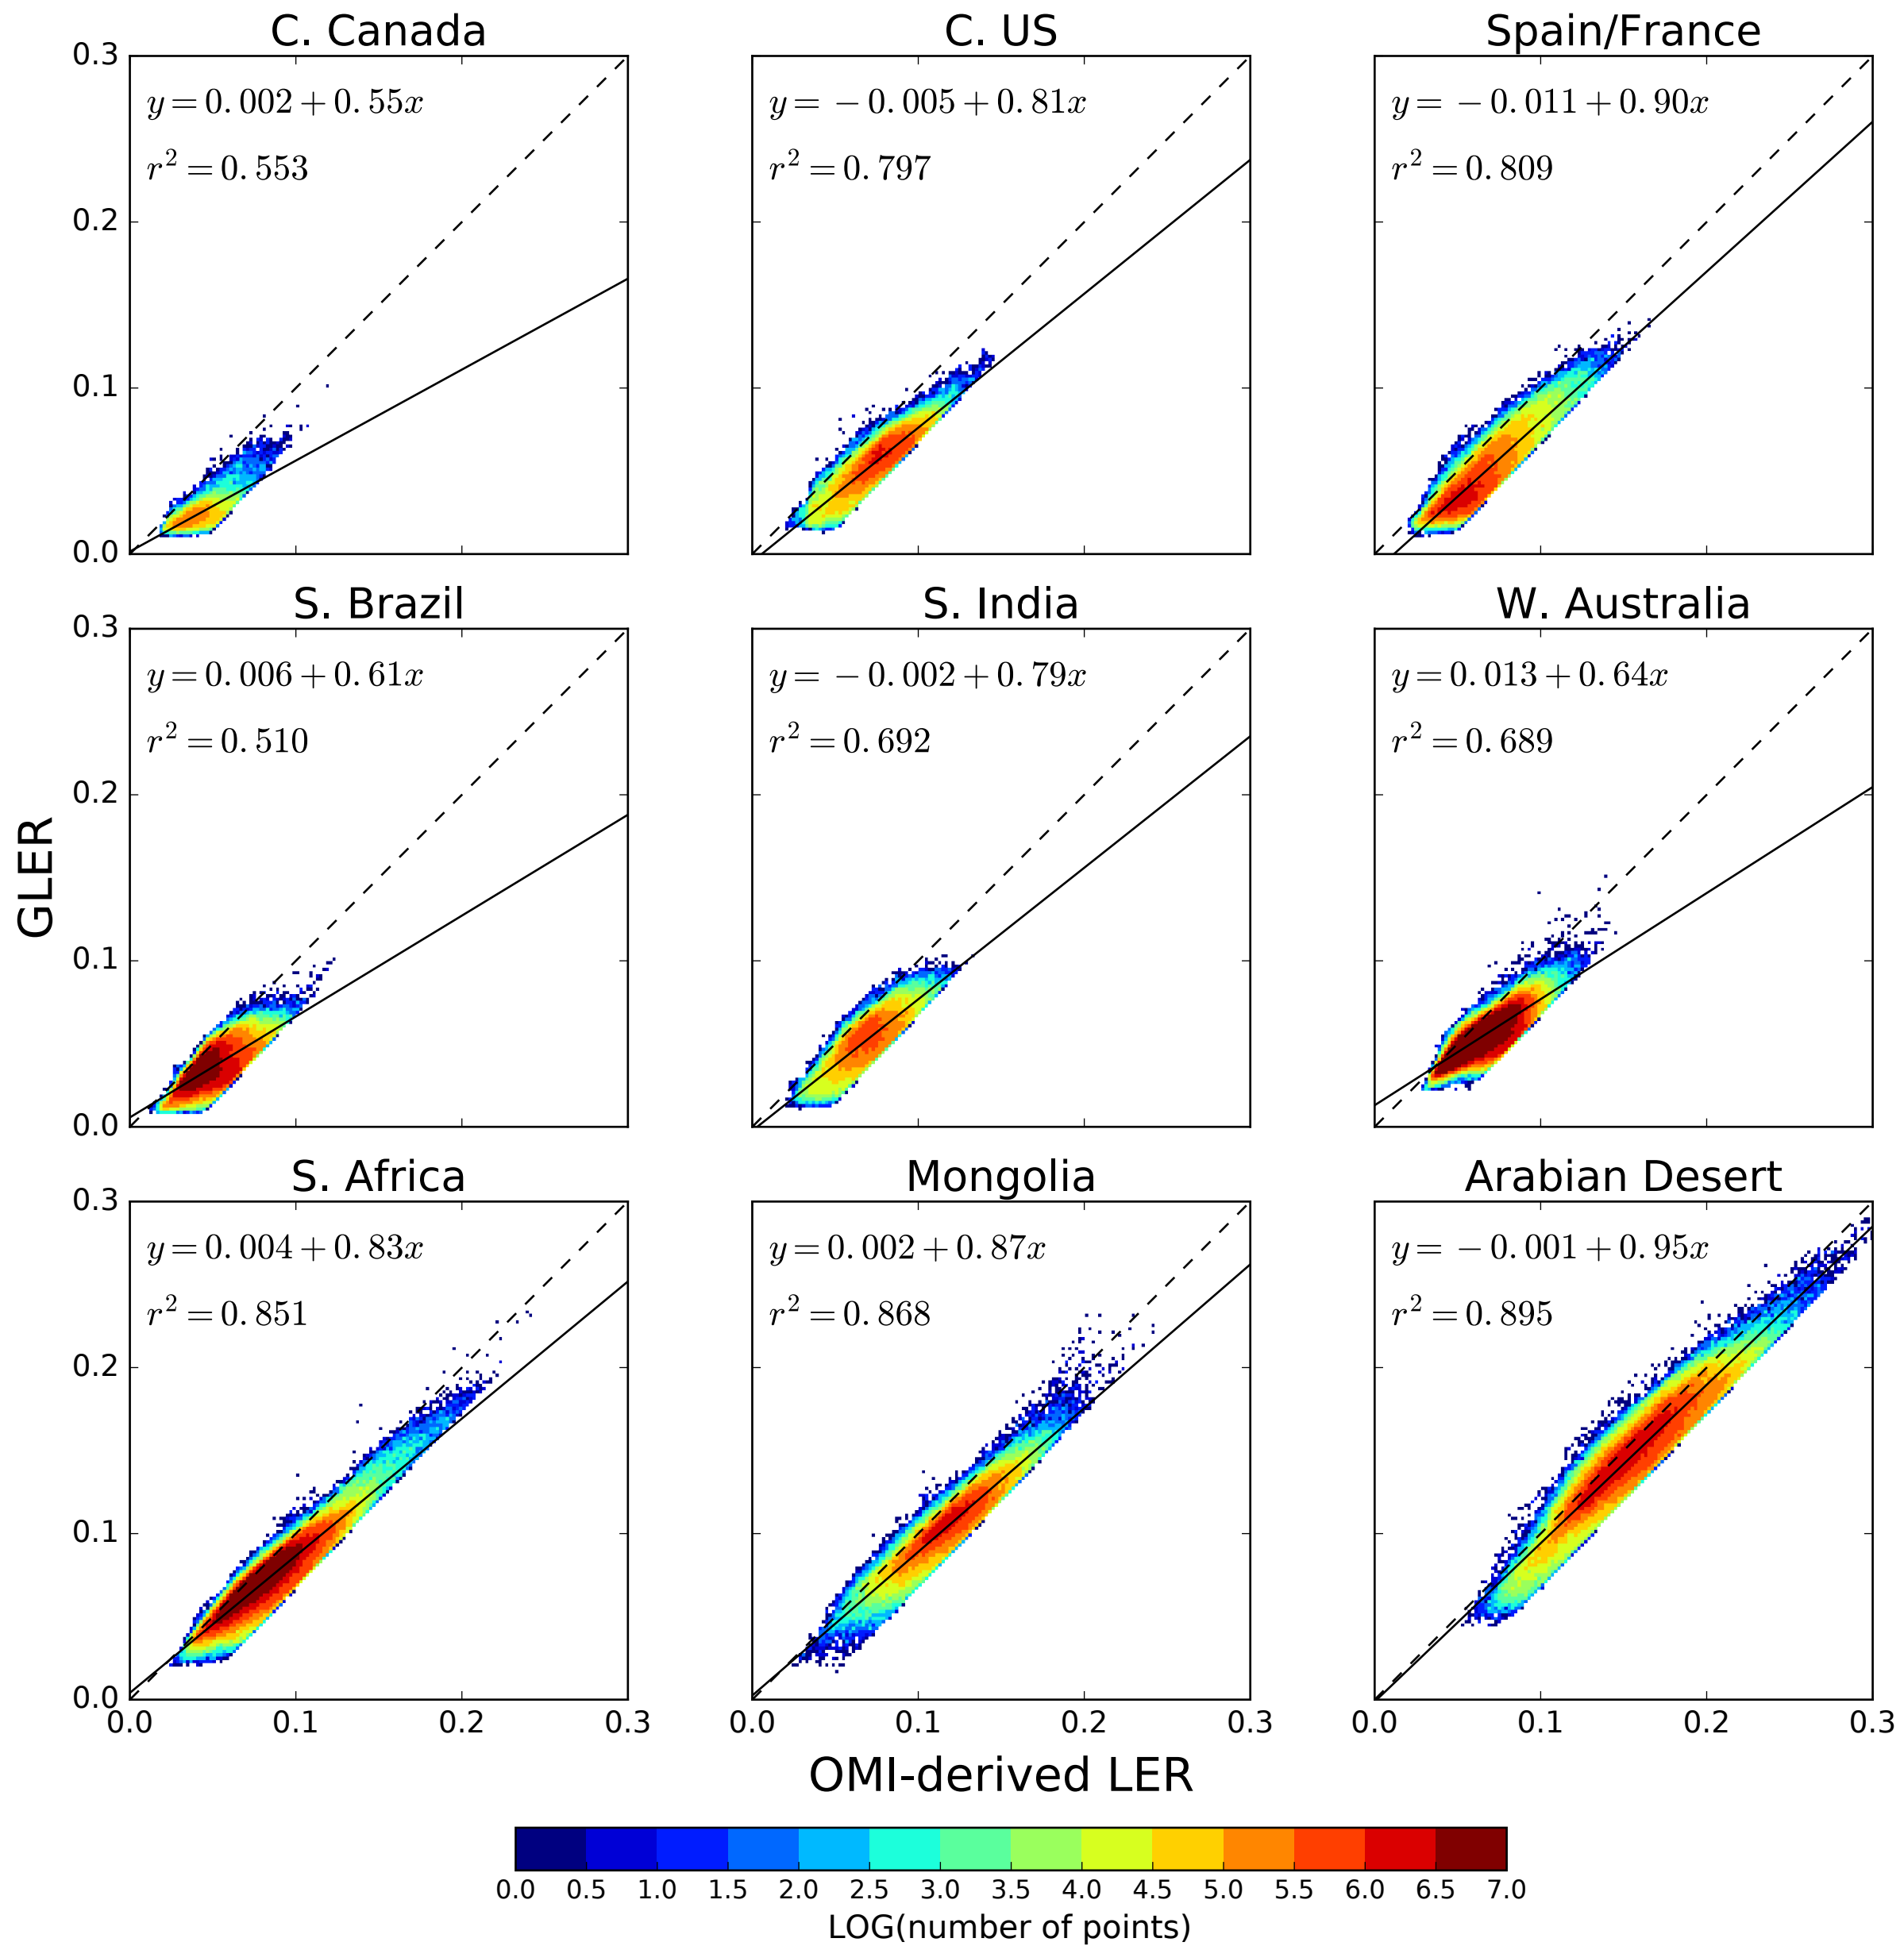 C. Canada
C. US
Spain/France
0.3
y = 0.002 + 0.55x
y = −0.005 + 0.81x
y = −0.011 + 0.90x
r² = 0.553
r² = 0.797
r² = 0.809
0.2
0.1
0.0
S. Brazil
S. India
W. Australia
0.3
y = 0.006 + 0.61x
y = −0.002 + 0.79x
y = 0.013 + 0.64x
r² = 0.510
r² = 0.692
r² = 0.689
0.2
GLER
0.1
0.0
S. Africa
Mongolia
Arabian Desert
0.3
y = 0.004 + 0.83x
y = 0.002 + 0.87x
y = −0.001 + 0.95x
r² = 0.851
r² = 0.868
r² = 0.895
0.2
0.1
0.0
0.0 0.1 0.2 0.3
0.0 0.1 0.2 0.3
0.0 0.1 0.2 0.3
OMI-derived LER
0.0 0.5 1.0 1.5 2.0 2.5 3.0 3.5 4.0 4.5 5.0 5.5 6.0 6.5 7.0
LOG(number of points)